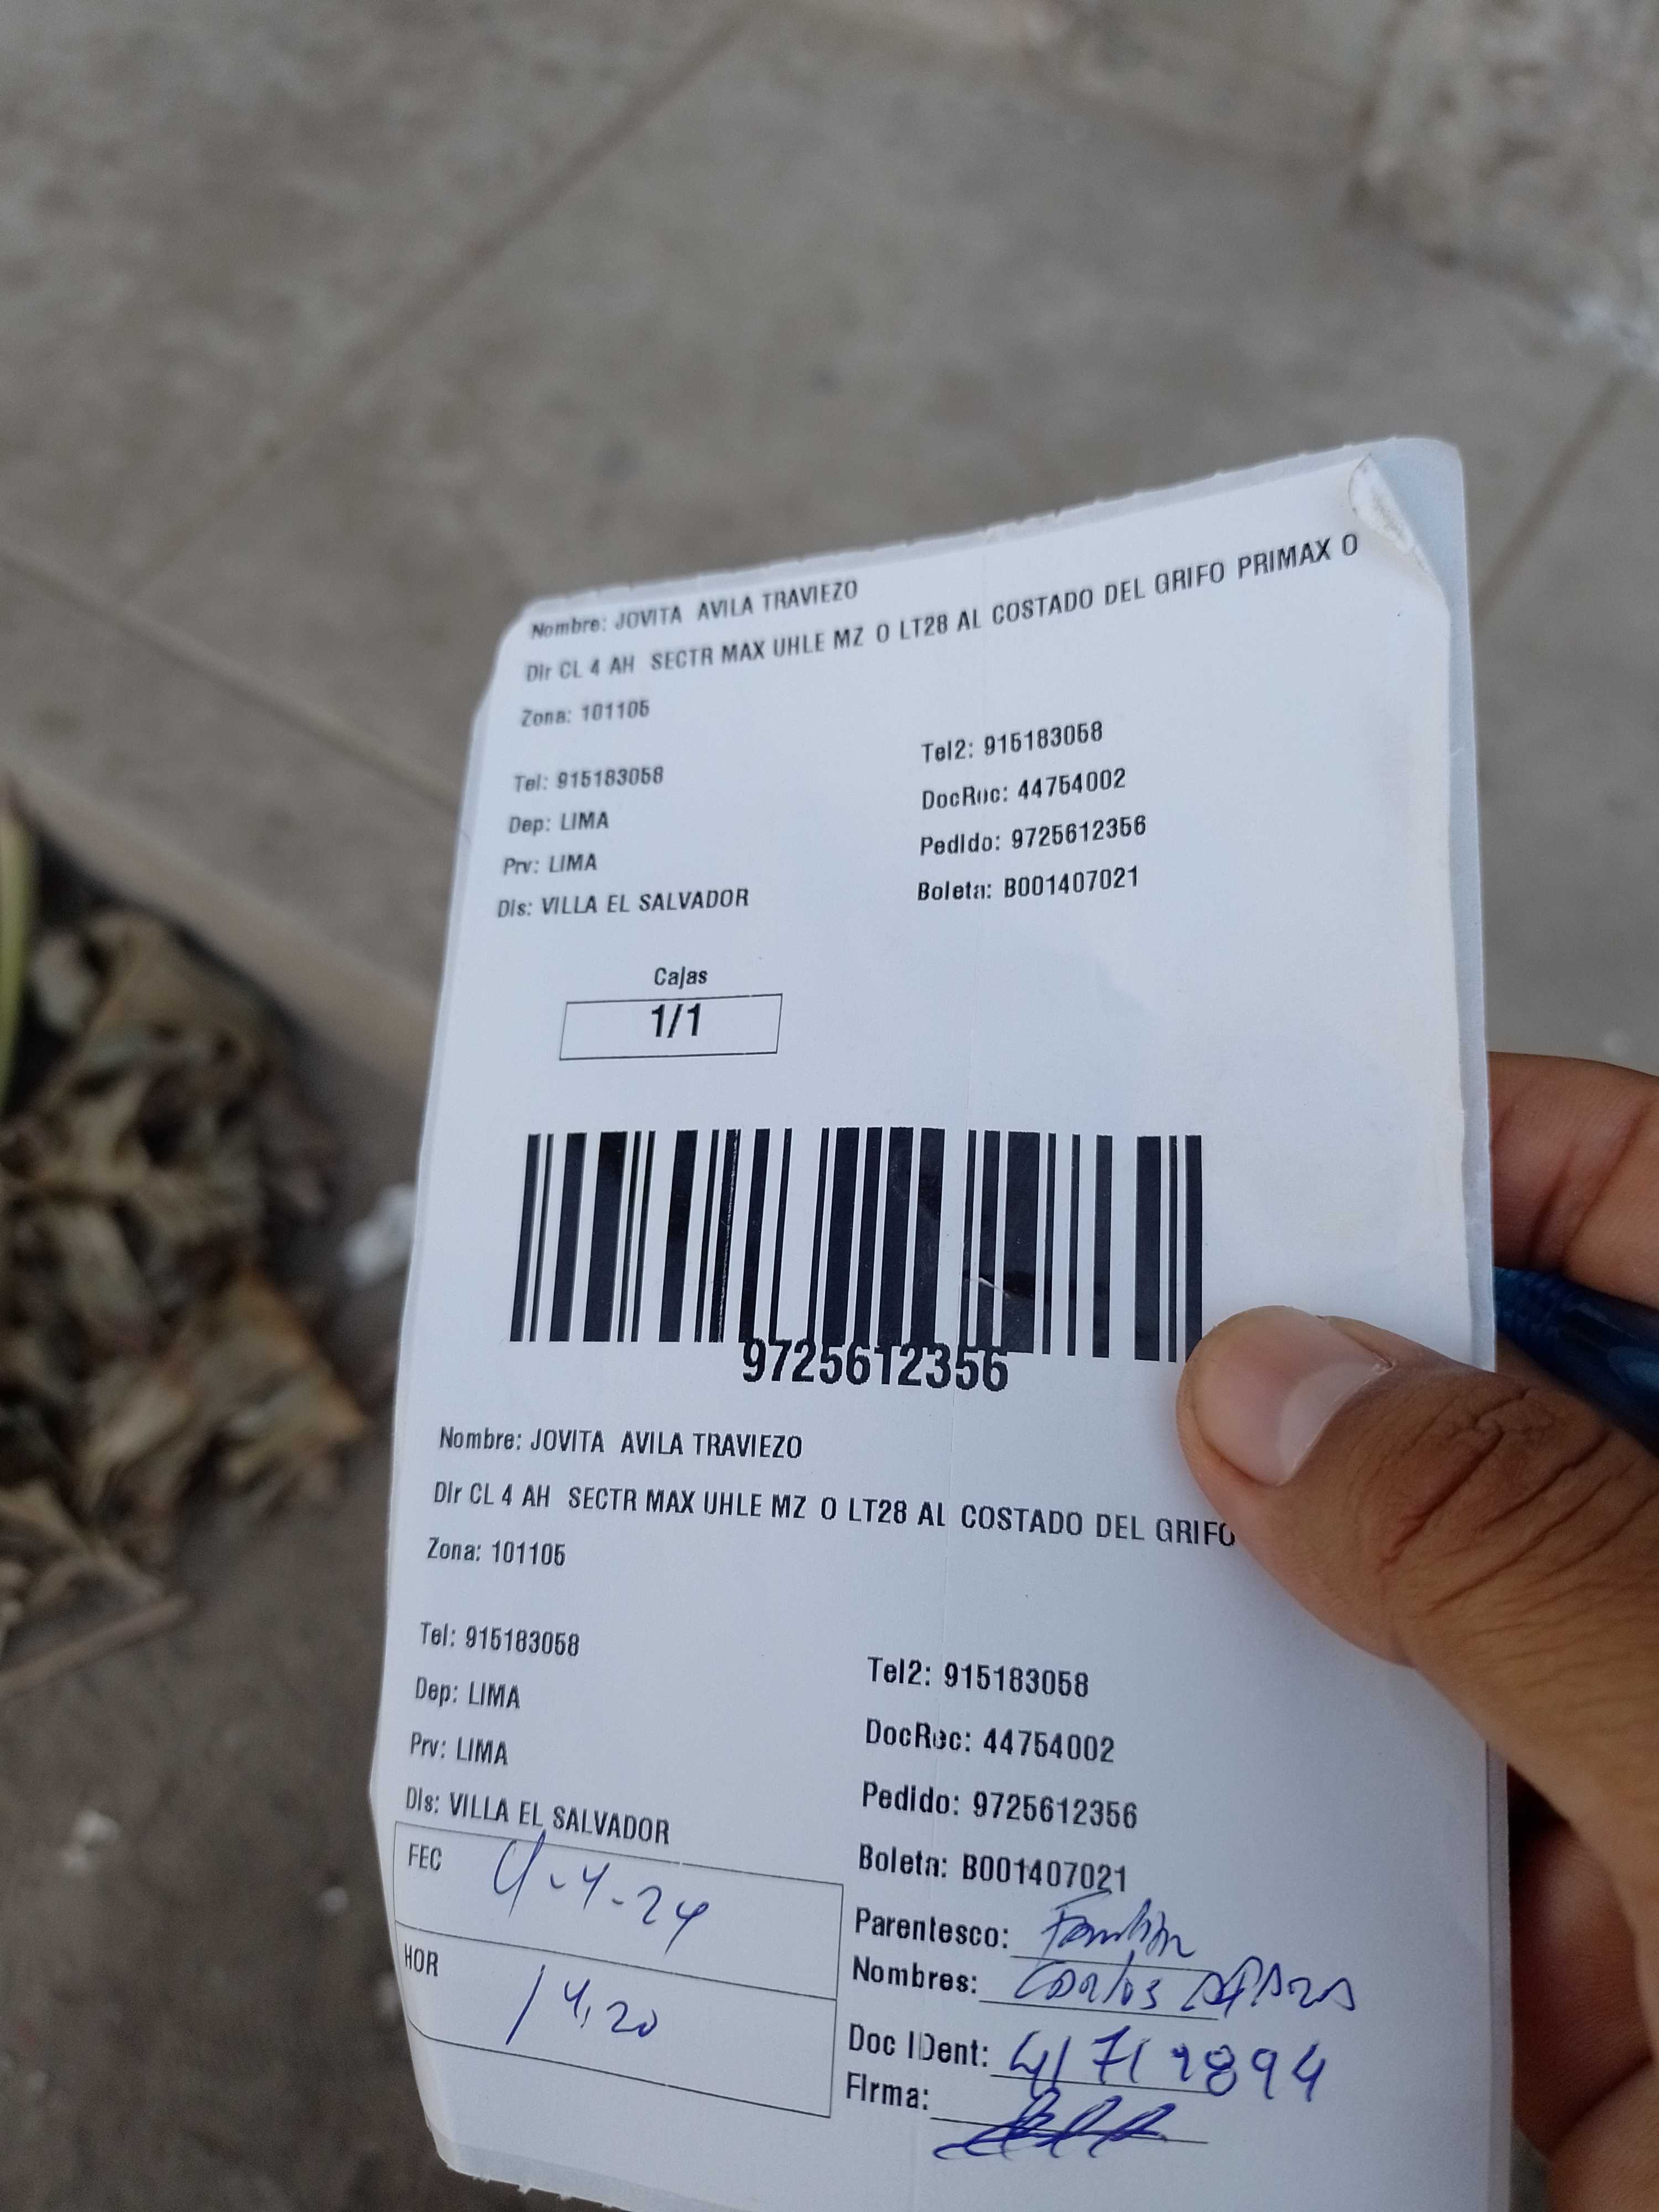 Nombre: JOVITA AVILA TRAVIEZO
Dir CL 4 AH SECTR MAX UHLE MZ O LT28 AL COSTADO DEL GRIFO PRIMAX O
Zona: 101105
Tel: 915183058 Tel2: 915183058
Dep: LIMA DocRec: 44754002
Prv: LIMA Pedido: 9725612356
Dis: VILLA EL SALVADOR Boleta: B001407021
Cajas
1/1
9725612356
Nombre: JOVITA AVILA TRAVIEZO
Dir CL 4 AH SECTR MAX UHLE MZ O LT28 AL COSTADO DEL GRIFO
Zona: 101105
Tel: 915183058 Tel2: 915183058
Dep: LIMA DocRec: 44754002
Prv: LIMA Pedido: 9725612356
Dis: VILLA EL SALVADOR Boleta: B001407021
FEC 4-4-24 Parentesco:
HOR 14,20 Nombres: Carlos
Doc IDent:
Firma: